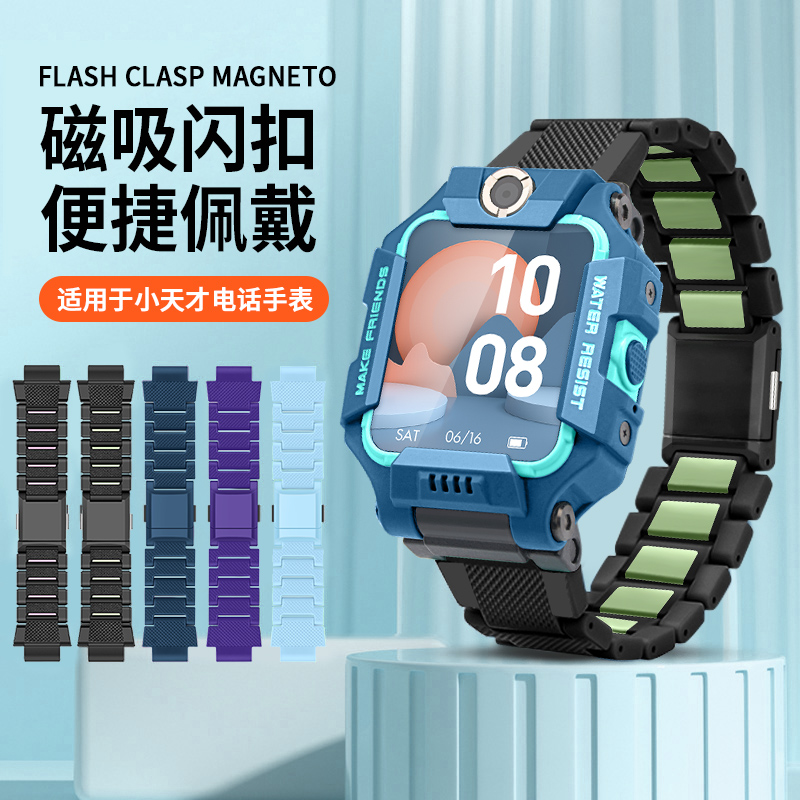 FLASH CLASP MAGNETO
磁吸闪扣
便捷佩戴
适用于小天才电话手表
MAKE FRIENDS
WATER RESIST
10
08
SAT 06/16